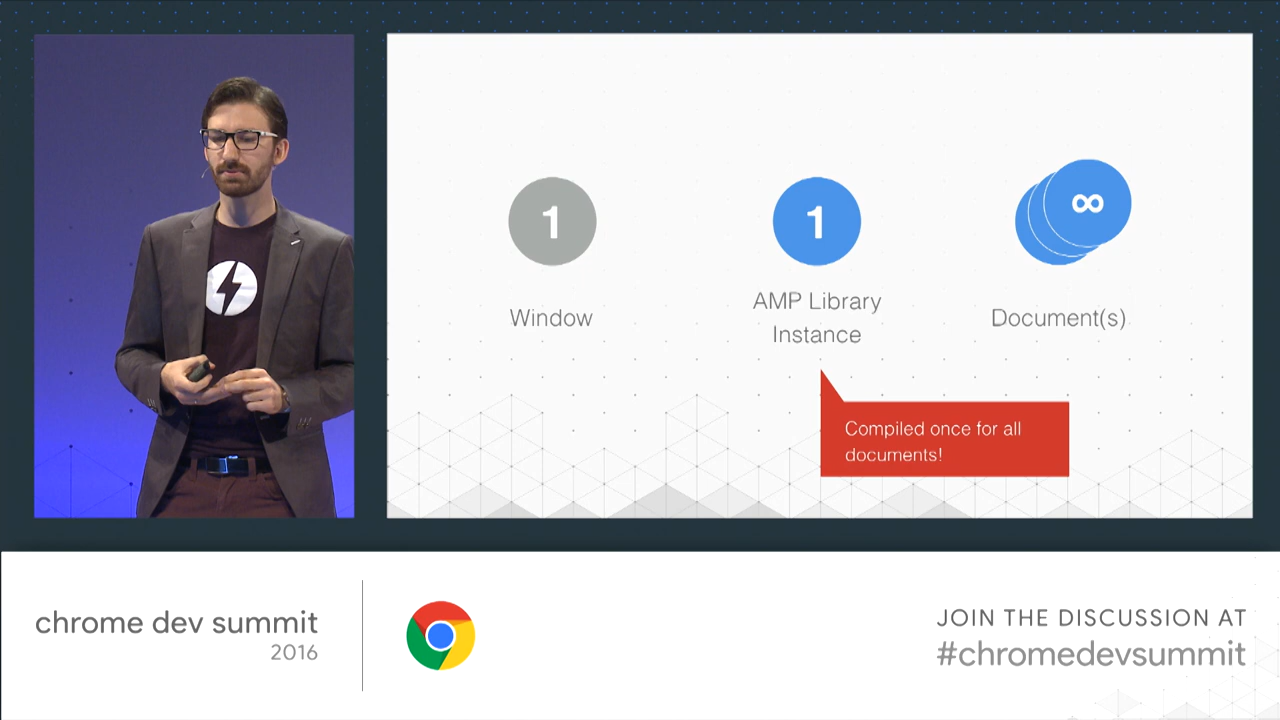 1
1
∞
Window
AMP Library
Instance
Document(s)
Compiled once for all
documents!
chrome dev summit
2016
JOIN THE DISCUSSION AT
#chromedevsummit